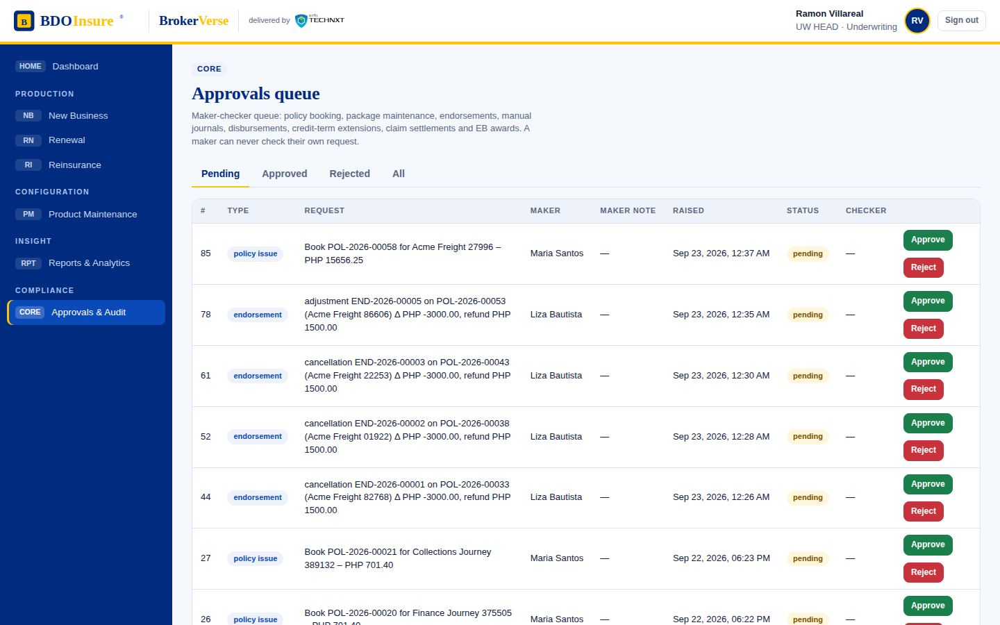 B BDOInsure ®
BrokerVerse
delivered by
TECHNXT
Ramon Villareal
UW HEAD · Underwriting
RV
Sign out
HOME Dashboard
PRODUCTION
NB New Business
RN Renewal
RI Reinsurance
CONFIGURATION
PM Product Maintenance
INSIGHT
RPT Reports & Analytics
COMPLIANCE
CORE Approvals & Audit
CORE
Approvals queue
Maker-checker queue: policy booking, package maintenance, endorsements, manual
journals, disbursements, credit-term extensions, claim settlements and EB awards. A
maker can never check their own request.
Pending Approved Rejected All
# TYPE REQUEST MAKER MAKER NOTE RAISED STATUS CHECKER
85 policy issue Book POL-2026-00058 for Acme Freight 27996 –
PHP 15656.25 Maria Santos — Sep 23, 2026, 12:37 AM pending —
Approve
Reject
78 endorsement adjustment END-2026-00005 on POL-2026-00053
(Acme Freight 86606) Δ PHP -3000.00, refund PHP
1500.00 Liza Bautista — Sep 23, 2026, 12:35 AM pending —
Approve
Reject
61 endorsement cancellation END-2026-00003 on POL-2026-00043
(Acme Freight 22253) Δ PHP -3000.00, refund PHP
1500.00 Liza Bautista — Sep 23, 2026, 12:30 AM pending —
Approve
Reject
52 endorsement cancellation END-2026-00002 on POL-2026-00038
(Acme Freight 01922) Δ PHP -3000.00, refund PHP
1500.00 Liza Bautista — Sep 23, 2026, 12:28 AM pending —
Approve
Reject
44 endorsement cancellation END-2026-00001 on POL-2026-00033
(Acme Freight 82768) Δ PHP -3000.00, refund PHP
1500.00 Liza Bautista — Sep 23, 2026, 12:26 AM pending —
Approve
Reject
27 policy issue Book POL-2026-00021 for Collections Journey
389132 – PHP 701.40 Maria Santos — Sep 22, 2026, 06:23 PM pending —
Approve
Reject
26 policy issue Book POL-2026-00020 for Finance Journey 375505
– PHP 701.40 Maria Santos — Sep 22, 2026, 06:22 PM pending —
Approve